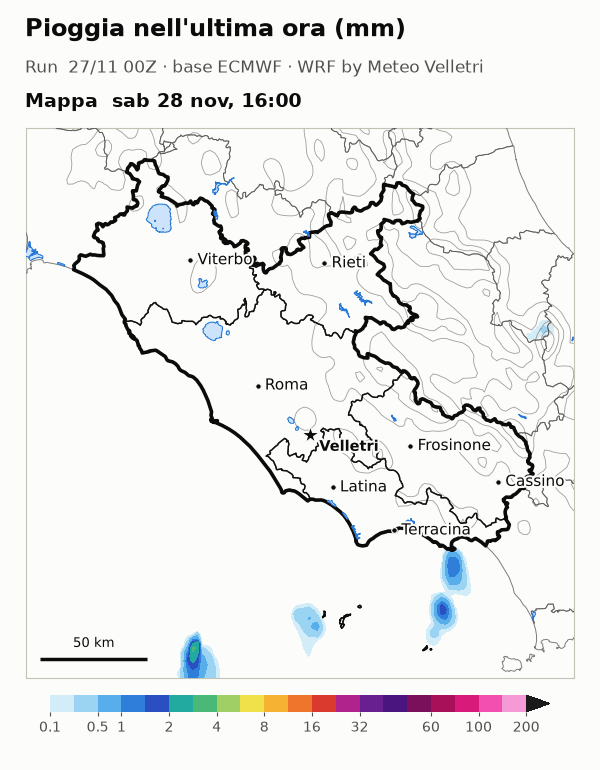 Pioggia nell'ultima ora (mm)
Run  27/11 00Z · base ECMWF · WRF by Meteo Velletri
Mappa  sab 28 nov, 16:00
Viterbo
Rieti
Roma
Velletri
Frosinone
Cassino
Latina
Terracina
50 km
0.1 0.5 1 2 4 8 16 32 60 100 200